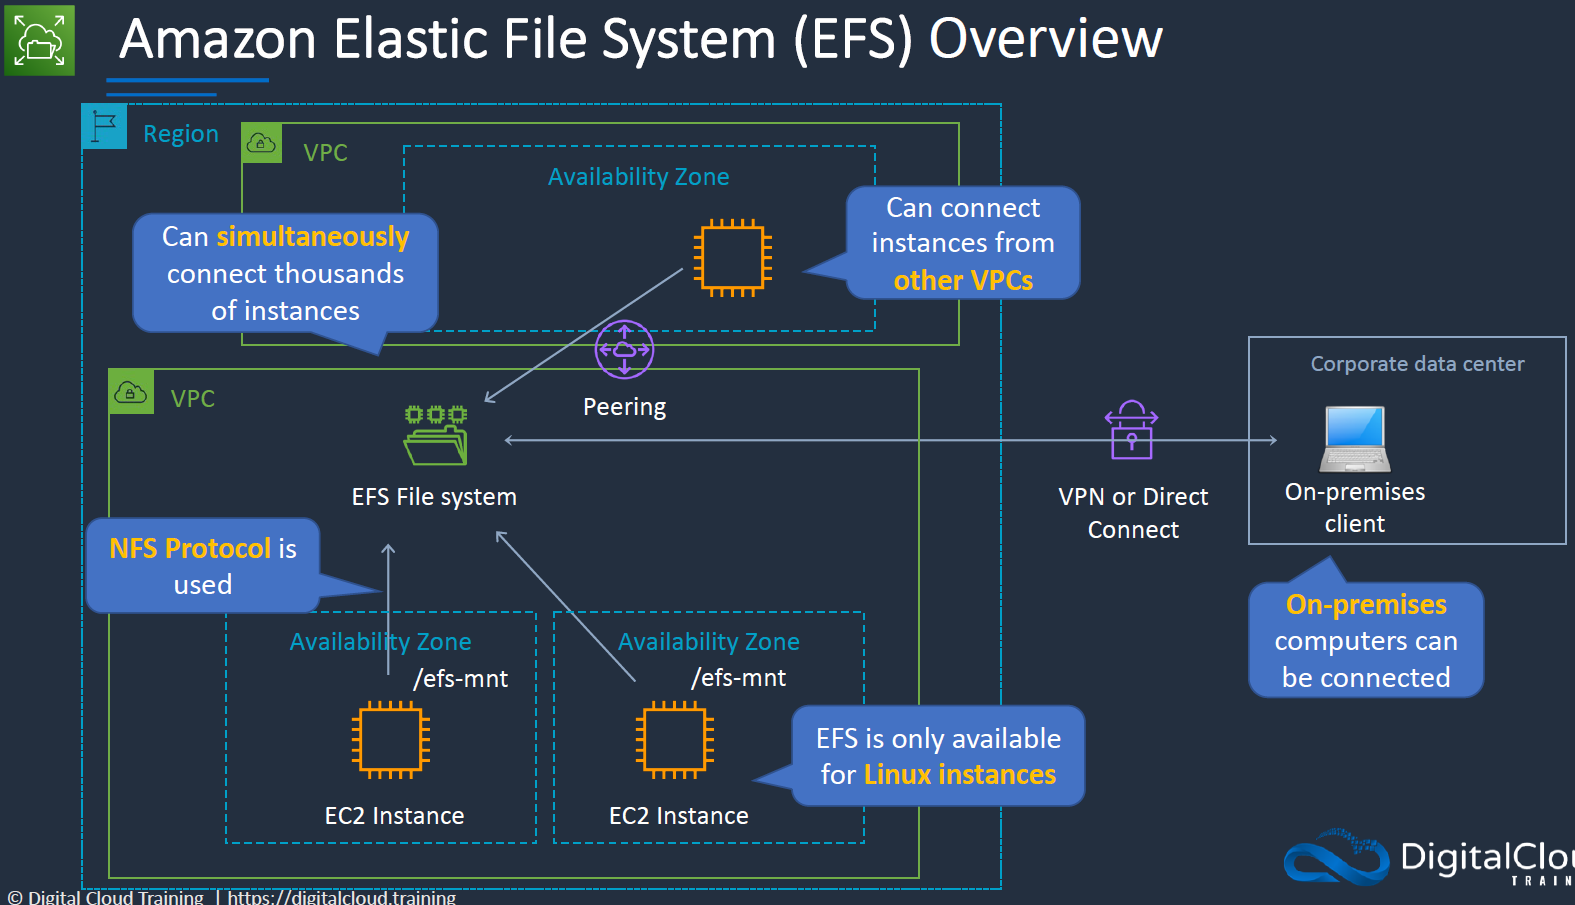 Amazon Elastic File System (EFS) Overview
Region
VPC
Availability Zone
Can simultaneously
connect thousands
of instances
Can connect
instances from
other VPCs
Peering
VPC
EFS File system
VPN or Direct
Connect
Corporate data center
On-premises
client
NFS Protocol is
used
On-premises
computers can
be connected
Availability Zone
/efs-mnt
EC2 Instance
Availability Zone
/efs-mnt
EC2 Instance
EFS is only available
for Linux instances
DigitalClou
TRAIN
© Digital Cloud Training | https://digitalcloud.training